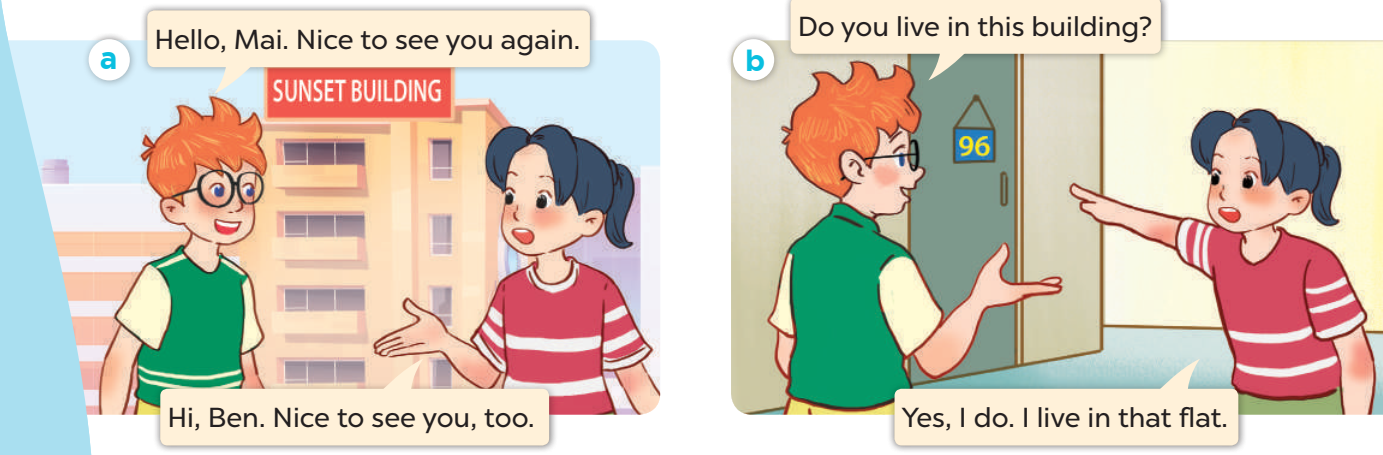 a
Hello, Mai. Nice to see you again.
SUNSET BUILDING
Hi, Ben. Nice to see you, too.
b
Do you live in this building?
96
Yes, I do. I live in that flat.